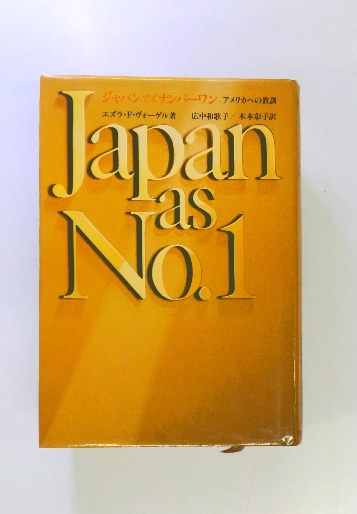 ジャパン アズ ナンバーワン アメリカへの教訓
エズラ・F・ヴォーゲル著 広中和歌子／木本彰子訳
Japan
as
No.1